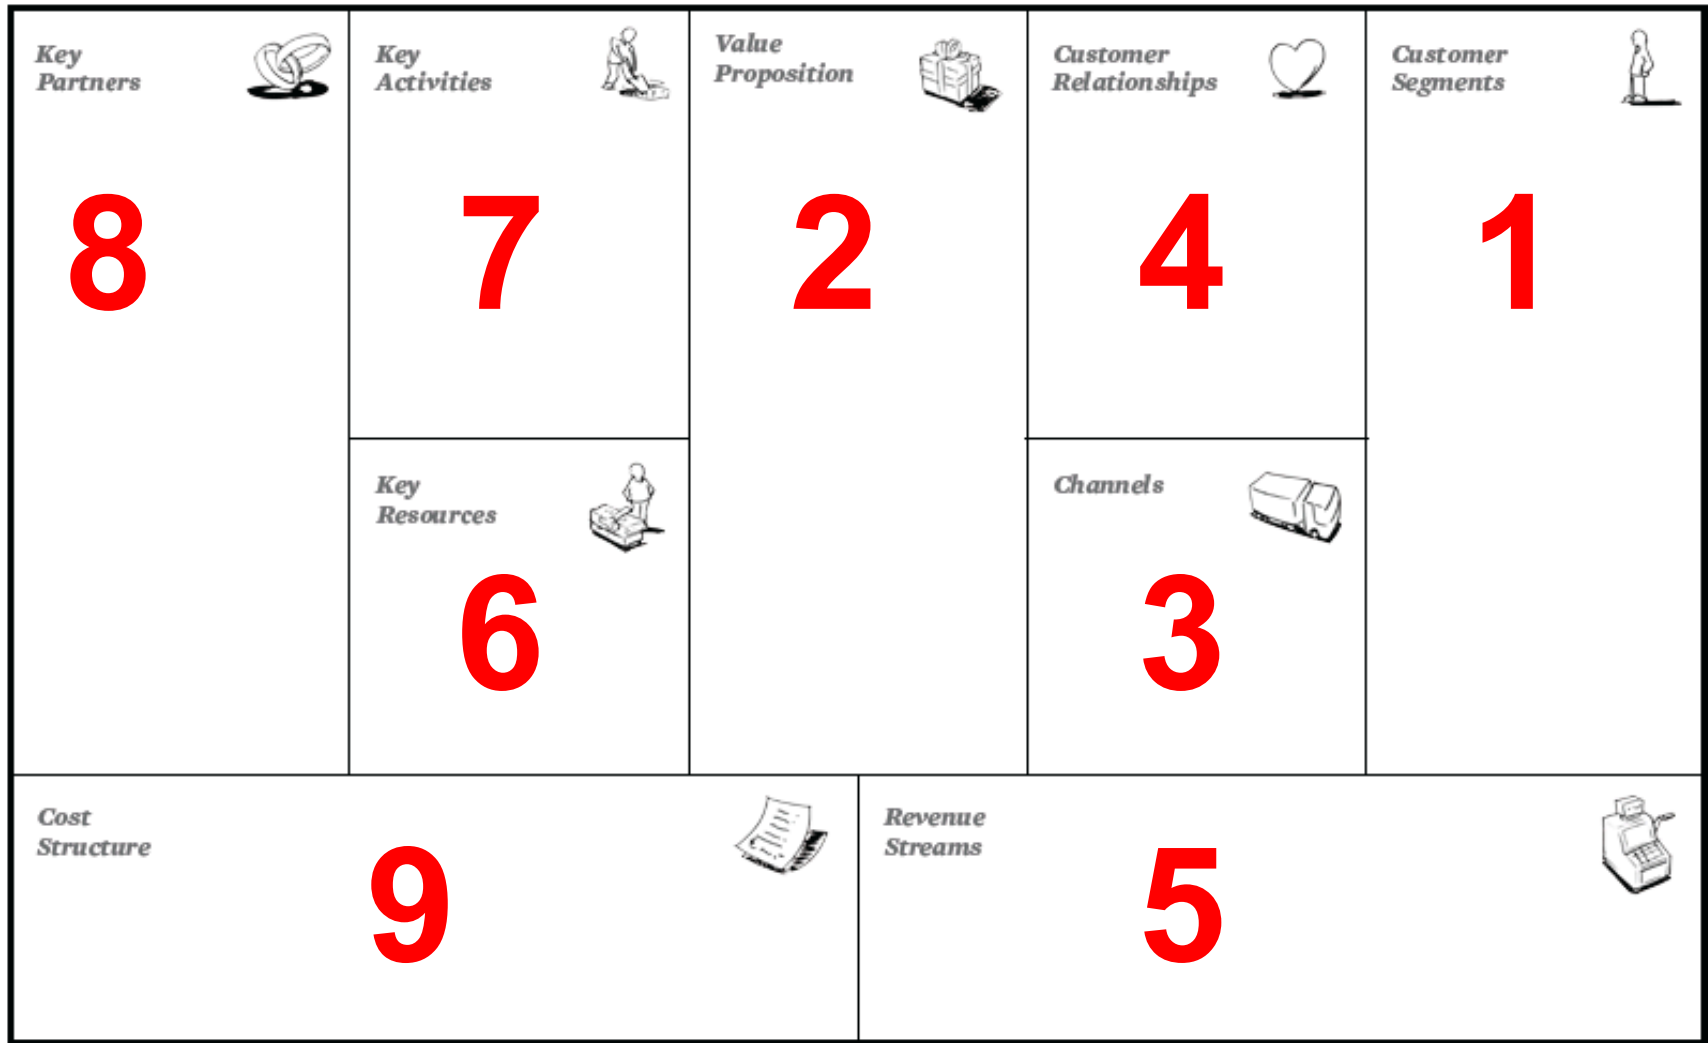 Key
Partners
8
Key
Activities
7
Key
Resources
6
Value
Proposition
2
Customer
Relationships
4
Channels
3
Customer
Segments
1
Cost
Structure
9
Revenue
Streams
5